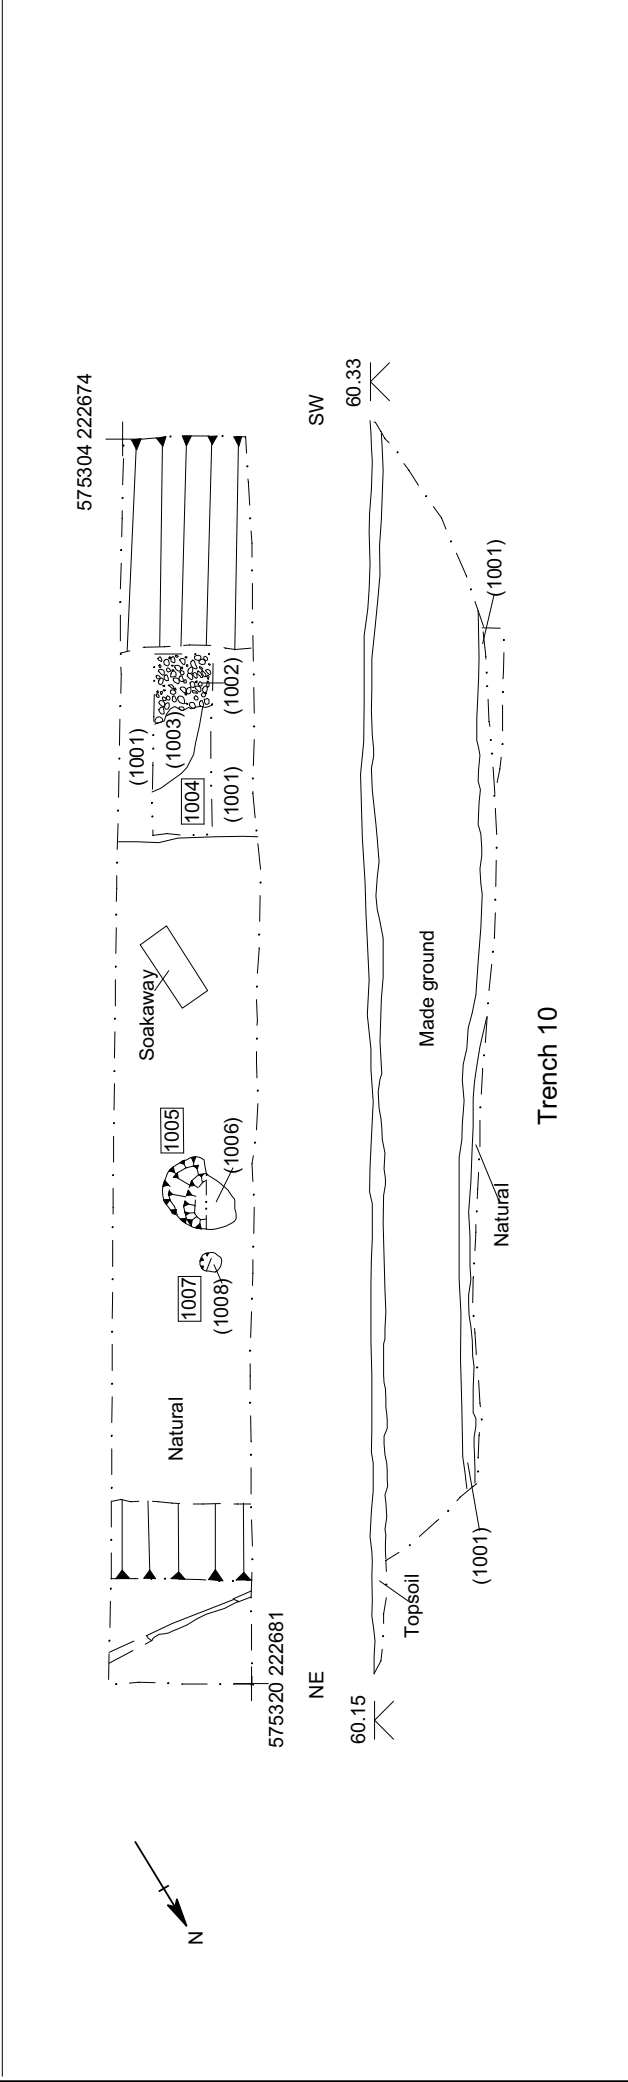 575304 222674
(1001)
(1003)
(1002)
1004
(1001)
Soakaway
1005
(1006)
1007
(1008)
Natural
575320 222681
N
SW
60.33
(1001)
Made ground
Natural
(1001)
Topsoil
NE
60.15
Trench 10